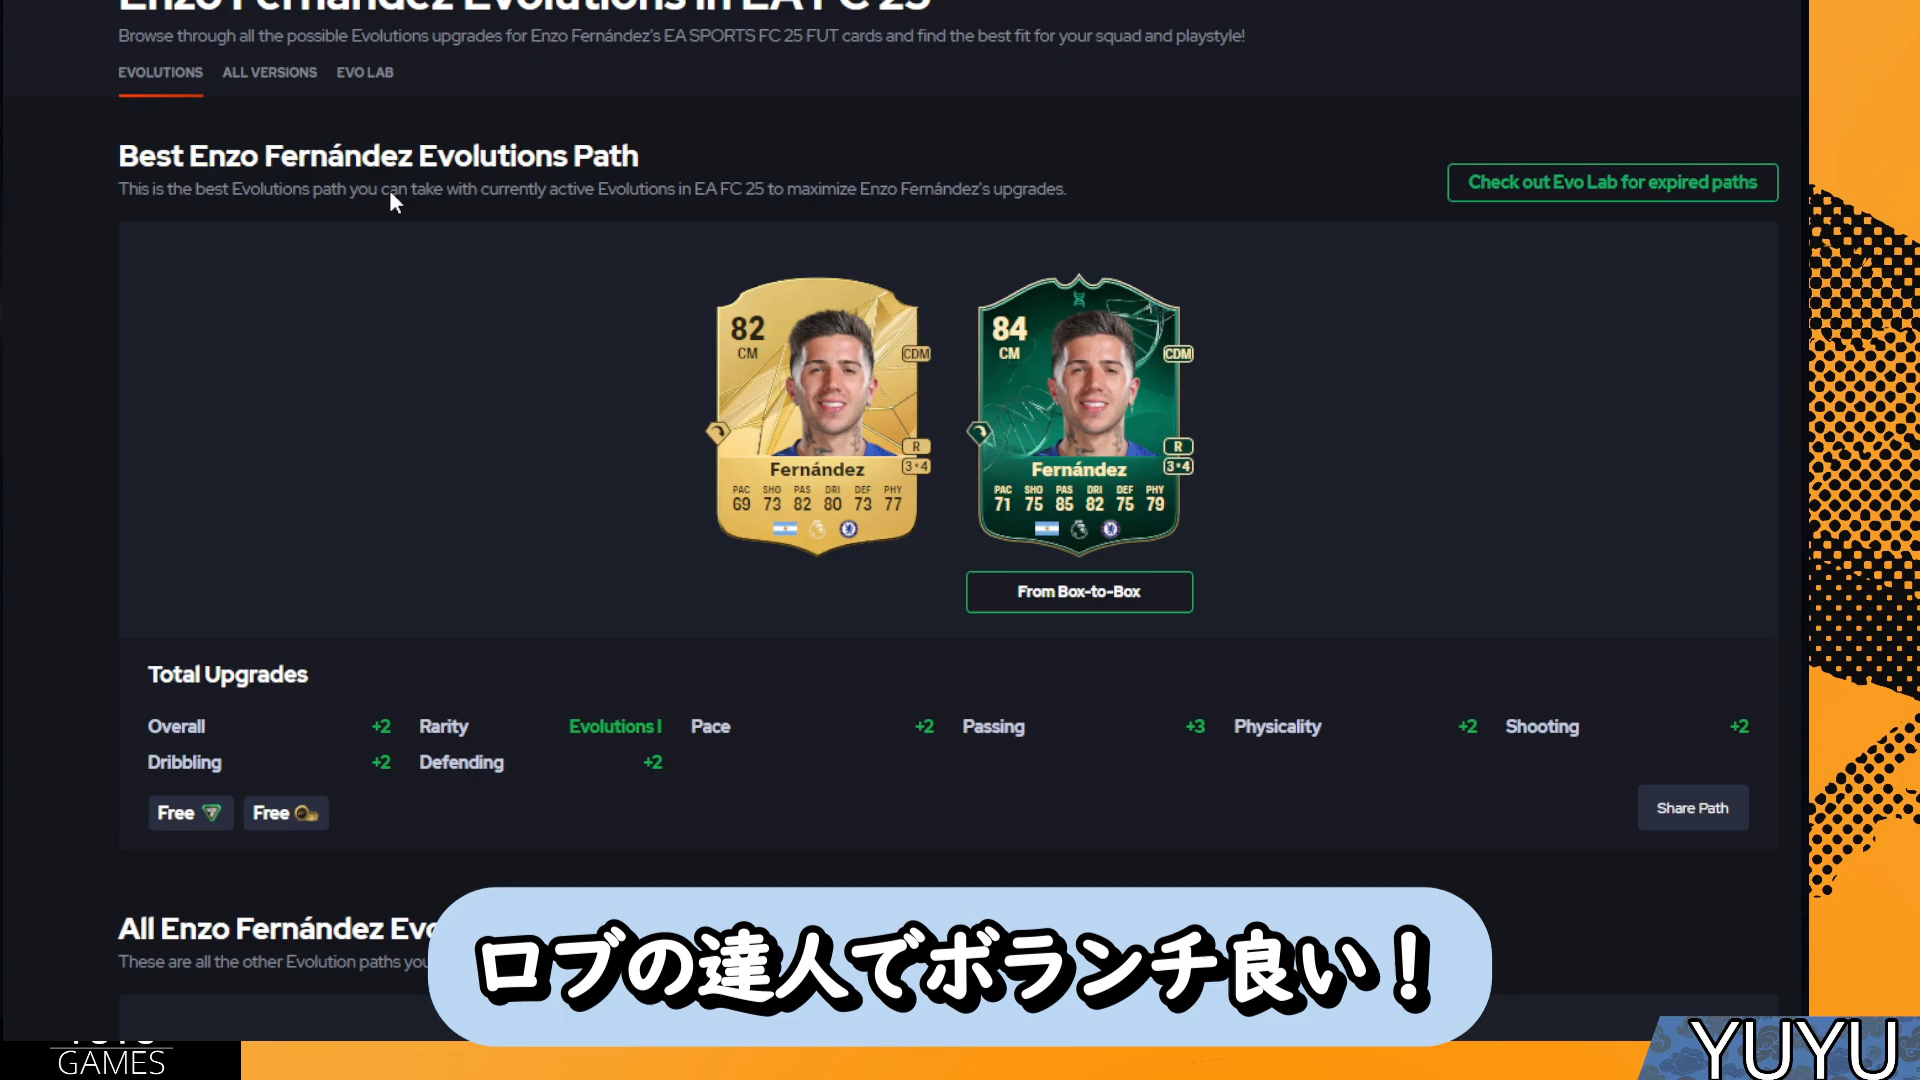 Enzo Fernández Evolutions in EA FC 25
Browse through all the possible Evolutions upgrades for Enzo Fernández's EA SPORTS FC 25 FUT cards and find the best fit for your squad and playstyle!
EVOLUTIONS ALL VERSIONS EVO LAB
Best Enzo Fernández Evolutions Path
This is the best Evolutions path you can take with currently active Evolutions in EA FC 25 to maximize Enzo Fernández's upgrades.
Check out Evo Lab for expired paths
82
CM
CDM
R
3★4
Fernández
PAC SHO PAS DRI DEF PHY
69 73 82 80 73 77
84
CM
CDM
R
3★4
Fernández
PAC SHO PAS DRI DEF PHY
71 75 85 82 75 79
From Box-to-Box
Total Upgrades
Overall +2 Rarity Evolutions I Pace +2 Passing +3 Physicality +2 Shooting +2
Dribbling +2 Defending +2
Free Free
Share Path
All Enzo Fernández Evo
These are all the other Evolution paths you
ロブの達人でボランチ良い！
GAMES
YUYU